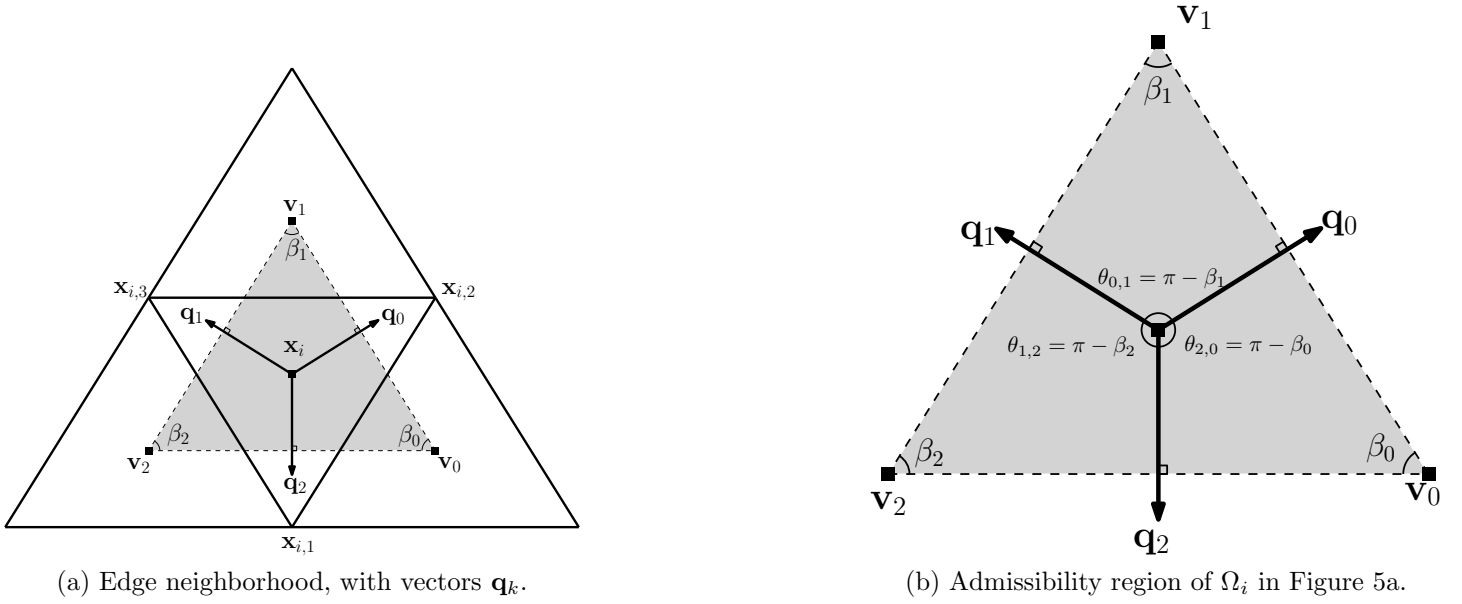 v₁
β₁
x_{i,3}
x_{i,2}
q₁
q₀
x_i
β₂
β₀
v₂
v₀
q₂
x_{i,1}
(a) Edge neighborhood, with vectors q_k.
v₁
β₁
q₁
q₀
θ_{0,1} = π − β₁
θ_{1,2} = π − β₂
θ_{2,0} = π − β₀
β₂
β₀
v₂
v₀
q₂
(b) Admissibility region of Ω_i in Figure 5a.